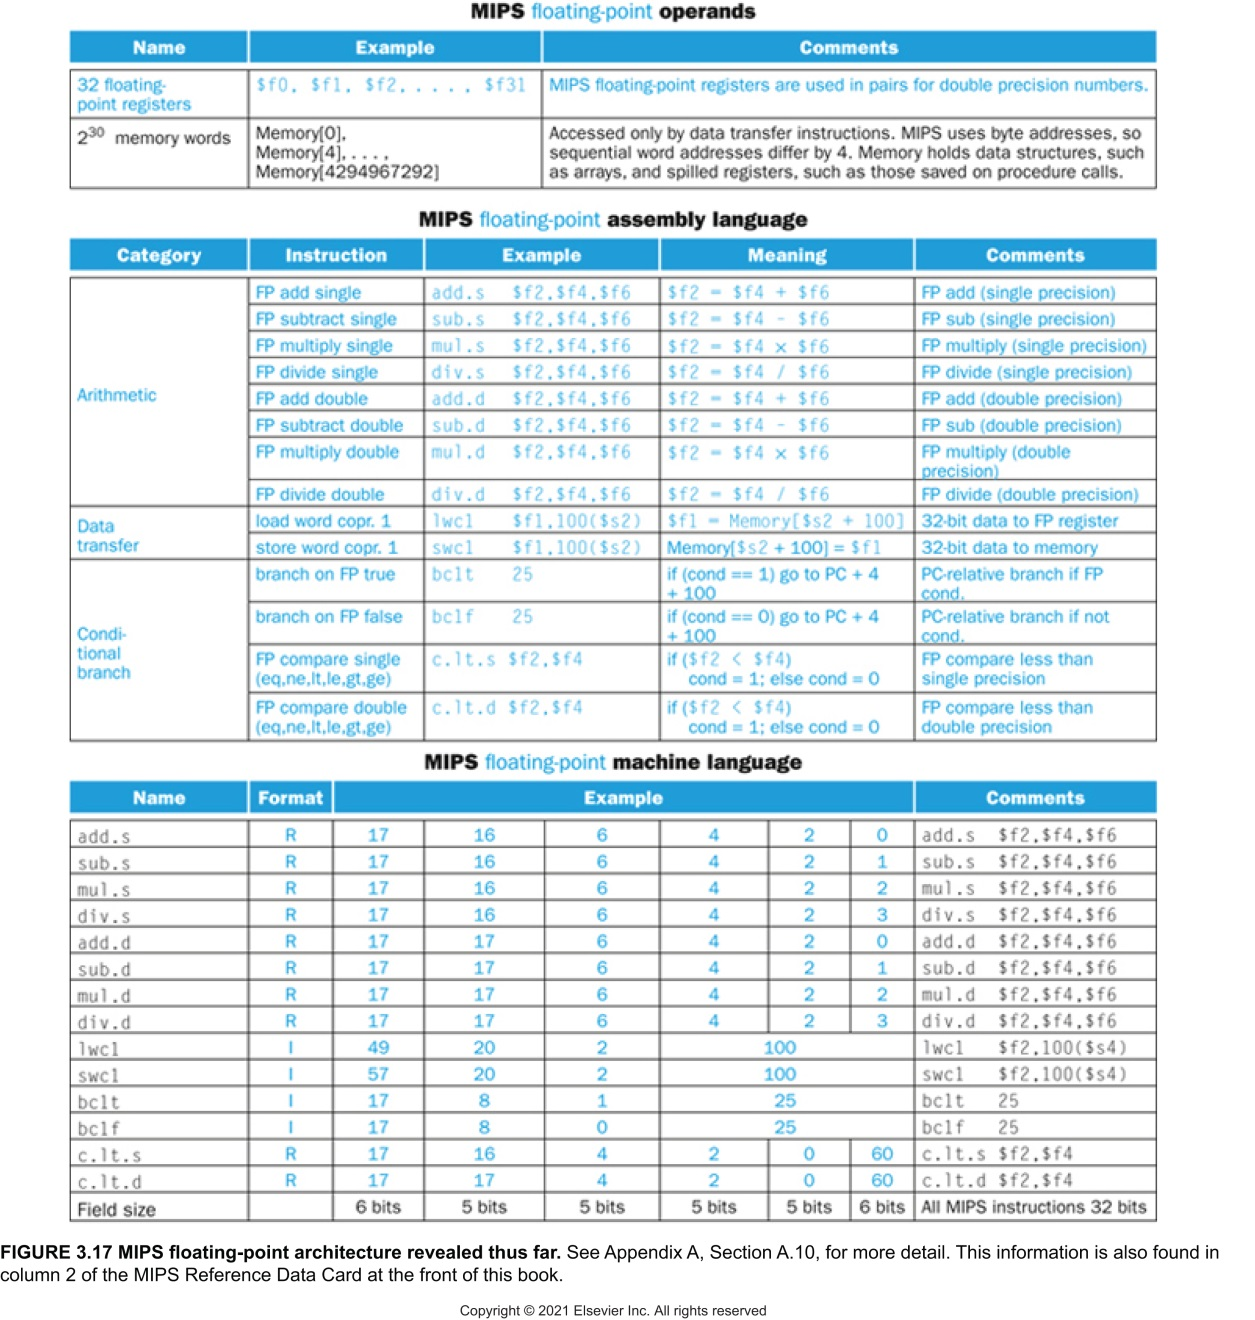 MIPS floating-point operands
Name Example Comments
32 floating- $f0, $f1, $f2, . . . . , $f31 MIPS floating-point registers are used in pairs for double precision numbers.
point registers
2^30 memory words Memory[0], Accessed only by data transfer instructions. MIPS uses byte addresses, so
Memory[4], . . . , sequential word addresses differ by 4. Memory holds data structures, such
Memory[4294967292] as arrays, and spilled registers, such as those saved on procedure calls.
MIPS floating-point assembly language
Category Instruction Example Meaning Comments
FP add single add.s $f2,$f4,$f6 $f2 = $f4 + $f6 FP add (single precision)
FP subtract single sub.s $f2,$f4,$f6 $f2 = $f4 - $f6 FP sub (single precision)
FP multiply single mul.s $f2,$f4,$f6 $f2 = $f4 × $f6 FP multiply (single precision)
FP divide single div.s $f2,$f4,$f6 $f2 = $f4 / $f6 FP divide (single precision)
Arithmetic FP add double add.d $f2,$f4,$f6 $f2 = $f4 + $f6 FP add (double precision)
FP subtract double sub.d $f2,$f4,$f6 $f2 = $f4 - $f6 FP sub (double precision)
FP multiply double mul.d $f2,$f4,$f6 $f2 = $f4 × $f6 FP multiply (double
precision)
FP divide double div.d $f2,$f4,$f6 $f2 = $f4 / $f6 FP divide (double precision)
Data load word copr. 1 lwc1 $f1,100($s2) $f1 = Memory[$s2 + 100] 32-bit data to FP register
transfer store word copr. 1 swc1 $f1,100($s2) Memory[$s2 + 100] = $f1 32-bit data to memory
branch on FP true bclt 25 if (cond == 1) go to PC + 4 PC-relative branch if FP
+ 100 cond.
branch on FP false bclf 25 if (cond == 0) go to PC + 4 PC-relative branch if not
Condi- + 100 cond.
tional FP compare single c.lt.s $f2,$f4 if ($f2 < $f4) FP compare less than
branch (eq,ne,lt,le,gt,ge) cond = 1; else cond = 0 single precision
FP compare double c.lt.d $f2,$f4 if ($f2 < $f4) FP compare less than
(eq,ne,lt,le,gt,ge) cond = 1; else cond = 0 double precision
MIPS floating-point machine language
Name Format Example Comments
add.s R 17 16 6 4 2 0 add.s $f2,$f4,$f6
sub.s R 17 16 6 4 2 1 sub.s $f2,$f4,$f6
mul.s R 17 16 6 4 2 2 mul.s $f2,$f4,$f6
div.s R 17 16 6 4 2 3 div.s $f2,$f4,$f6
add.d R 17 17 6 4 2 0 add.d $f2,$f4,$f6
sub.d R 17 17 6 4 2 1 sub.d $f2,$f4,$f6
mul.d R 17 17 6 4 2 2 mul.d $f2,$f4,$f6
div.d R 17 17 6 4 2 3 div.d $f2,$f4,$f6
lwc1 I 49 20 2 100 lwc1 $f2,100($s4)
swc1 I 57 20 2 100 swc1 $f2,100($s4)
bclt I 17 8 1 25 bclt 25
bclf I 17 8 0 25 bclf 25
c.lt.s R 17 16 4 2 0 60 c.lt.s $f2,$f4
c.lt.d R 17 17 4 2 0 60 c.lt.d $f2,$f4
Field size 6 bits 5 bits 5 bits 5 bits 5 bits 6 bits All MIPS instructions 32 bits
FIGURE 3.17 MIPS floating-point architecture revealed thus far. See Appendix A, Section A.10, for more detail. This information is also found in
column 2 of the MIPS Reference Data Card at the front of this book.
Copyright © 2021 Elsevier Inc. All rights reserved